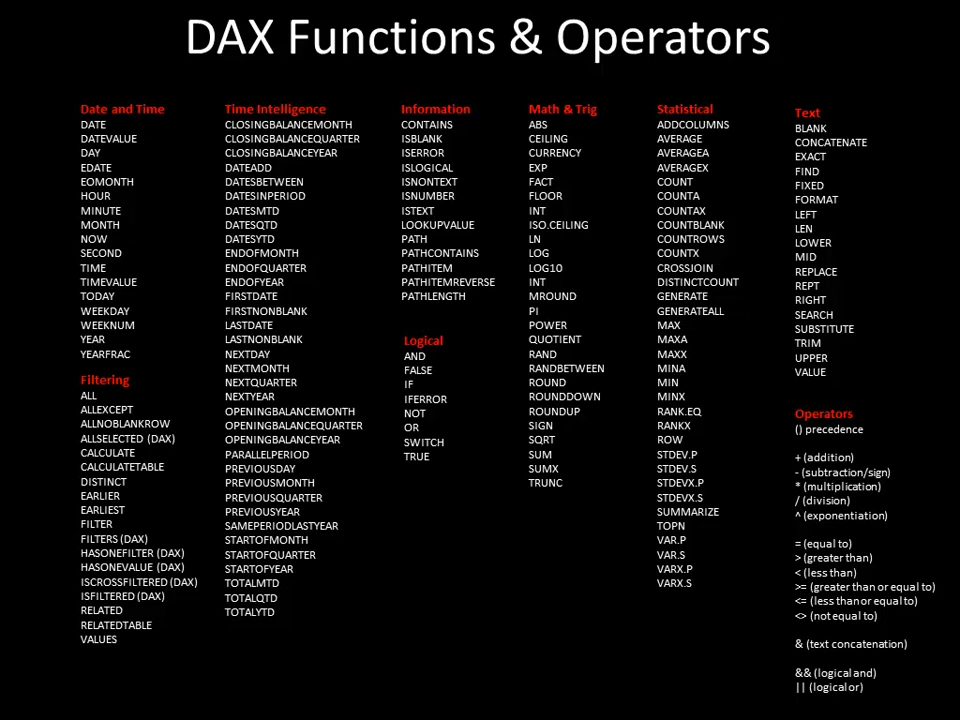 DAX Functions & Operators
Date and Time
DATE
DATEVALUE
DAY
EDATE
EOMONTH
HOUR
MINUTE
MONTH
NOW
SECOND
TIME
TIMEVALUE
TODAY
WEEKDAY
WEEKNUM
YEAR
YEARFRAC
Filtering
ALL
ALLEXCEPT
ALLNOBLANKROW
ALLSELECTED (DAX)
CALCULATE
CALCULATETABLE
DISTINCT
EARLIER
EARLIEST
FILTER
FILTERS (DAX)
HASONEFILTER (DAX)
HASONEVALUE (DAX)
ISCROSSFILTERED (DAX)
ISFILTERED (DAX)
RELATED
RELATEDTABLE
VALUES
Time Intelligence
CLOSINGBALANCEMONTH
CLOSINGBALANCEQUARTER
CLOSINGBALANCEYEAR
DATEADD
DATESBETWEEN
DATESINPERIOD
DATESMTD
DATESQTD
DATESYTD
ENDOFMONTH
ENDOFQUARTER
ENDOFYEAR
FIRSTDATE
FIRSTNONBLANK
LASTDATE
LASTNONBLANK
NEXTDAY
NEXTMONTH
NEXTQUARTER
NEXTYEAR
OPENINGBALANCEMONTH
OPENINGBALANCEQUARTER
OPENINGBALANCEYEAR
PARALLELPERIOD
PREVIOUSDAY
PREVIOUSMONTH
PREVIOUSQUARTER
PREVIOUSYEAR
SAMEPERIODLASTYEAR
STARTOFMONTH
STARTOFQUARTER
STARTOFYEAR
TOTALMTD
TOTALQTD
TOTALYTD
Information
CONTAINS
ISBLANK
ISERROR
ISLOGICAL
ISNONTEXT
ISNUMBER
ISTEXT
LOOKUPVALUE
PATH
PATHCONTAINS
PATHITEM
PATHITEMREVERSE
PATHLENGTH
Logical
AND
FALSE
IF
IFERROR
NOT
OR
SWITCH
TRUE
Math & Trig
ABS
CEILING
CURRENCY
EXP
FACT
FLOOR
INT
ISO.CEILING
LN
LOG
LOG10
INT
MROUND
PI
POWER
QUOTIENT
RAND
RANDBETWEEN
ROUND
ROUNDDOWN
ROUNDUP
SIGN
SQRT
SUM
SUMX
TRUNC
Statistical
ADDCOLUMNS
AVERAGE
AVERAGEA
AVERAGEX
COUNT
COUNTA
COUNTAX
COUNTBLANK
COUNTROWS
COUNTX
CROSSJOIN
DISTINCTCOUNT
GENERATE
GENERATEALL
MAX
MAXA
MAXX
MINA
MIN
MINX
RANK.EQ
RANKX
ROW
STDEV.P
STDEV.S
STDEVX.P
STDEVX.S
SUMMARIZE
TOPN
VAR.P
VAR.S
VARX.P
VARX.S
Text
BLANK
CONCATENATE
EXACT
FIND
FIXED
FORMAT
LEFT
LEN
LOWER
MID
REPLACE
REPT
RIGHT
SEARCH
SUBSTITUTE
TRIM
UPPER
VALUE
Operators
() precedence
+ (addition)
- (subtraction/sign)
* (multiplication)
/ (division)
^ (exponentiation)
= (equal to)
> (greater than)
< (less than)
>= (greater than or equal to)
<= (less than or equal to)
<> (not equal to)
& (text concatenation)
&& (logical and)
|| (logical or)